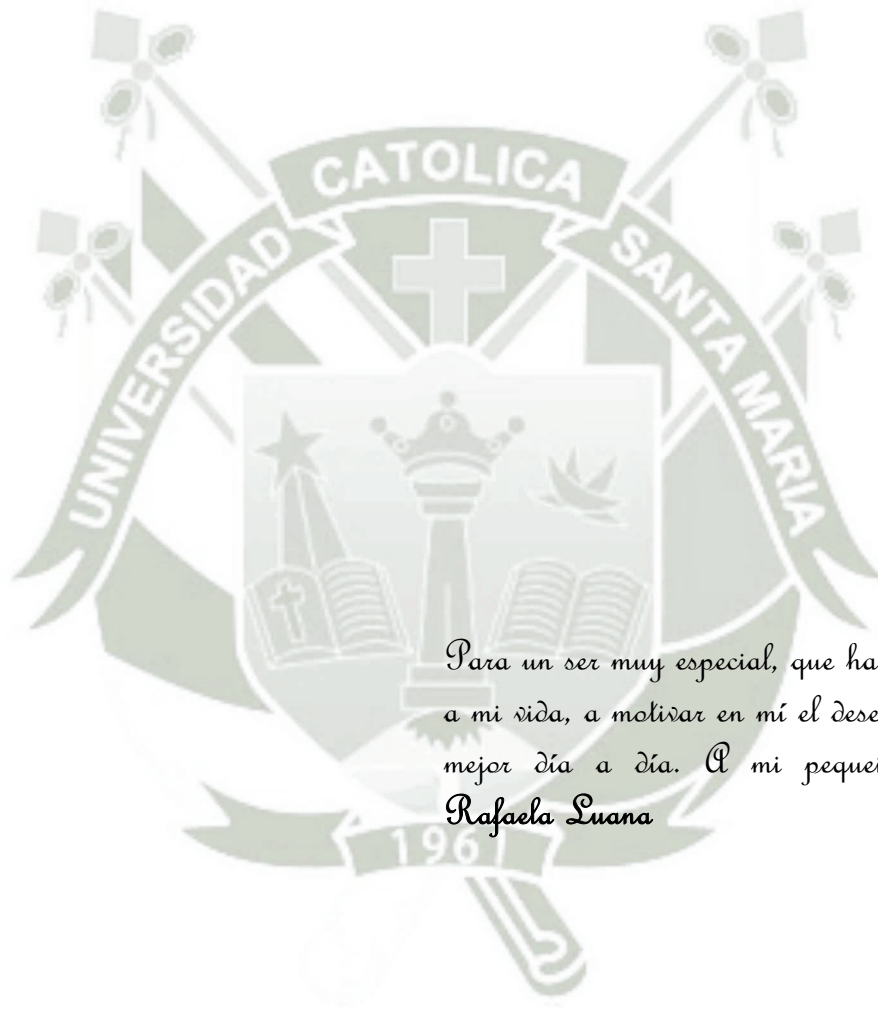 CATOLICA
UNIVERSIDAD
SANTA MARIA
Para un ser muy especial, que ha
a mi vida, a motivar en mí el dese
mejor día a día. A mi peque
Rafaela Luana
1961